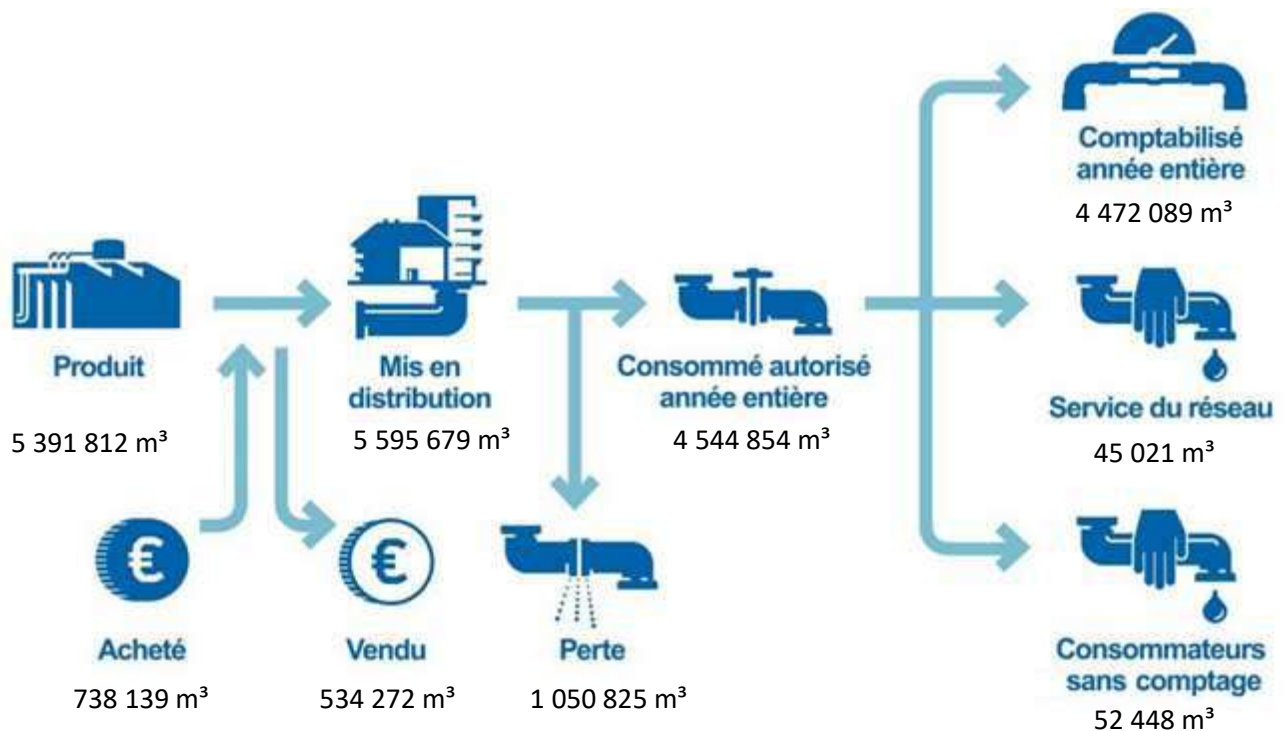 Comptabilisé
année entière
4 472 089 m³
Produit
5 391 812 m³
Mis en
distribution
5 595 679 m³
Consommé autorisé
année entière
4 544 854 m³
Service du réseau
45 021 m³
€
Acheté
738 139 m³
€
Vendu
534 272 m³
Perte
1 050 825 m³
Consommateurs
sans comptage
52 448 m³